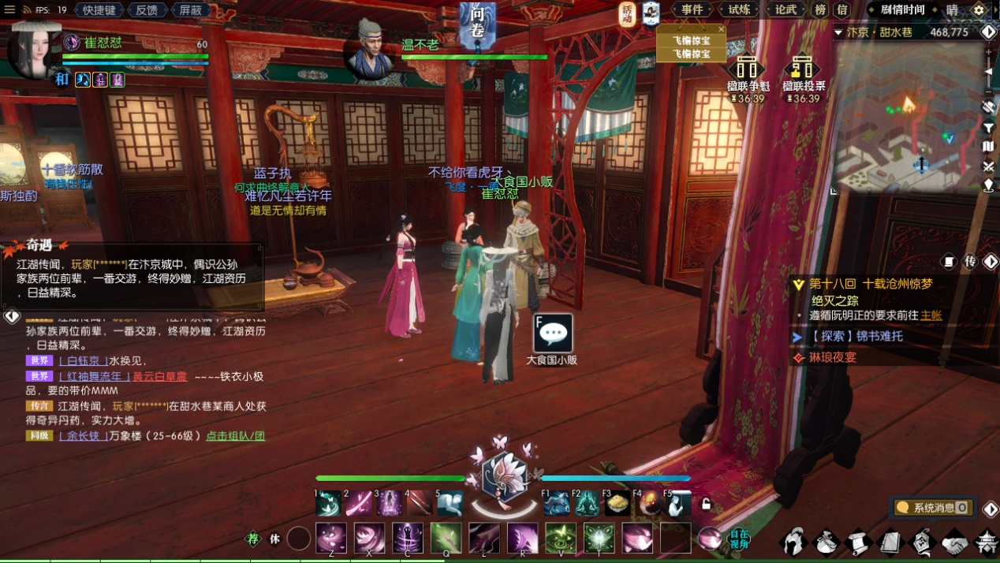 FPS: 19
快捷键
反馈
屏蔽
问卷
活动
事件
试炼
论武
榜
信
剧情时间
晴
崔怼怼
60
和
温不老
飞檐掠宝
飞檐掠宝
汴京·甜水巷
468,775
楹联争魁
36:39
楹联投票
36:39
十香软筋散
有钱任性!
斯独酌
蓝子执
何求曲终解意人
难忆凡尘若许年
道是无情却有情
不给你看虎牙、
大食国小贩
崔怼怼
奇遇
江湖传闻，玩家[*******]在汴京城中，偶识公孙
家族两位前辈，一番交游，终得妙赠，江湖资历
，日益精深。
孙家族两位前辈，一番交游，终得妙赠，江湖资历
，日益精深。
世界 [ 白钰京 ]水换见，
世界 [ 红袖舞流年 ]黄云白草震 ~~~~铁衣小极
品，要的带价MMM
传言 江湖传闻，玩家[*******]在甜水巷某商人处获
得奇异丹药，实力大增。
同级 [ 余长铗 ]万象楼（25-66级）点击组队/团
F
大食国小贩
传
第十八回 十载沧州惊梦
绝灭之踪
遵循阮明正的要求前往主帐
【探索】锦书难托
琳琅夜宴
1 2 3 4 5
F1 F2 F3 F4 F5
荐 休
Z X C Q E R V T
自在视角
系统消息 O